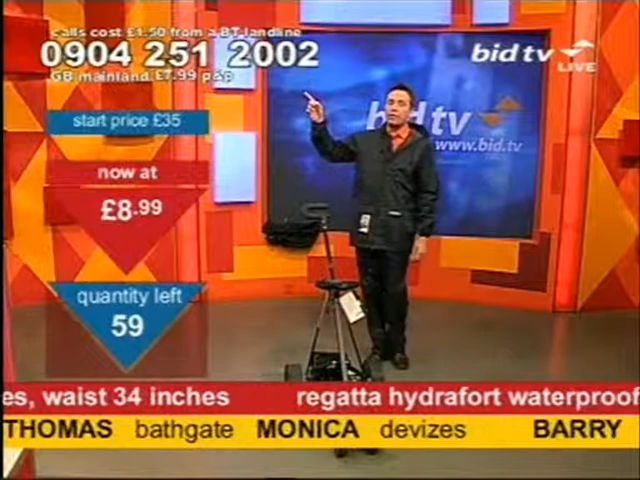 calls cost £1.50 from a BT landline
0904 251 2002
GB mainland £7.99 p&p
bid tv
LIVE
start price £35
now at
£8.99
quantity left
59
bid tv
www.bid.tv
es, waist 34 inches regatta hydrafort waterproof
THOMAS bathgate MONICA devizes BARRY